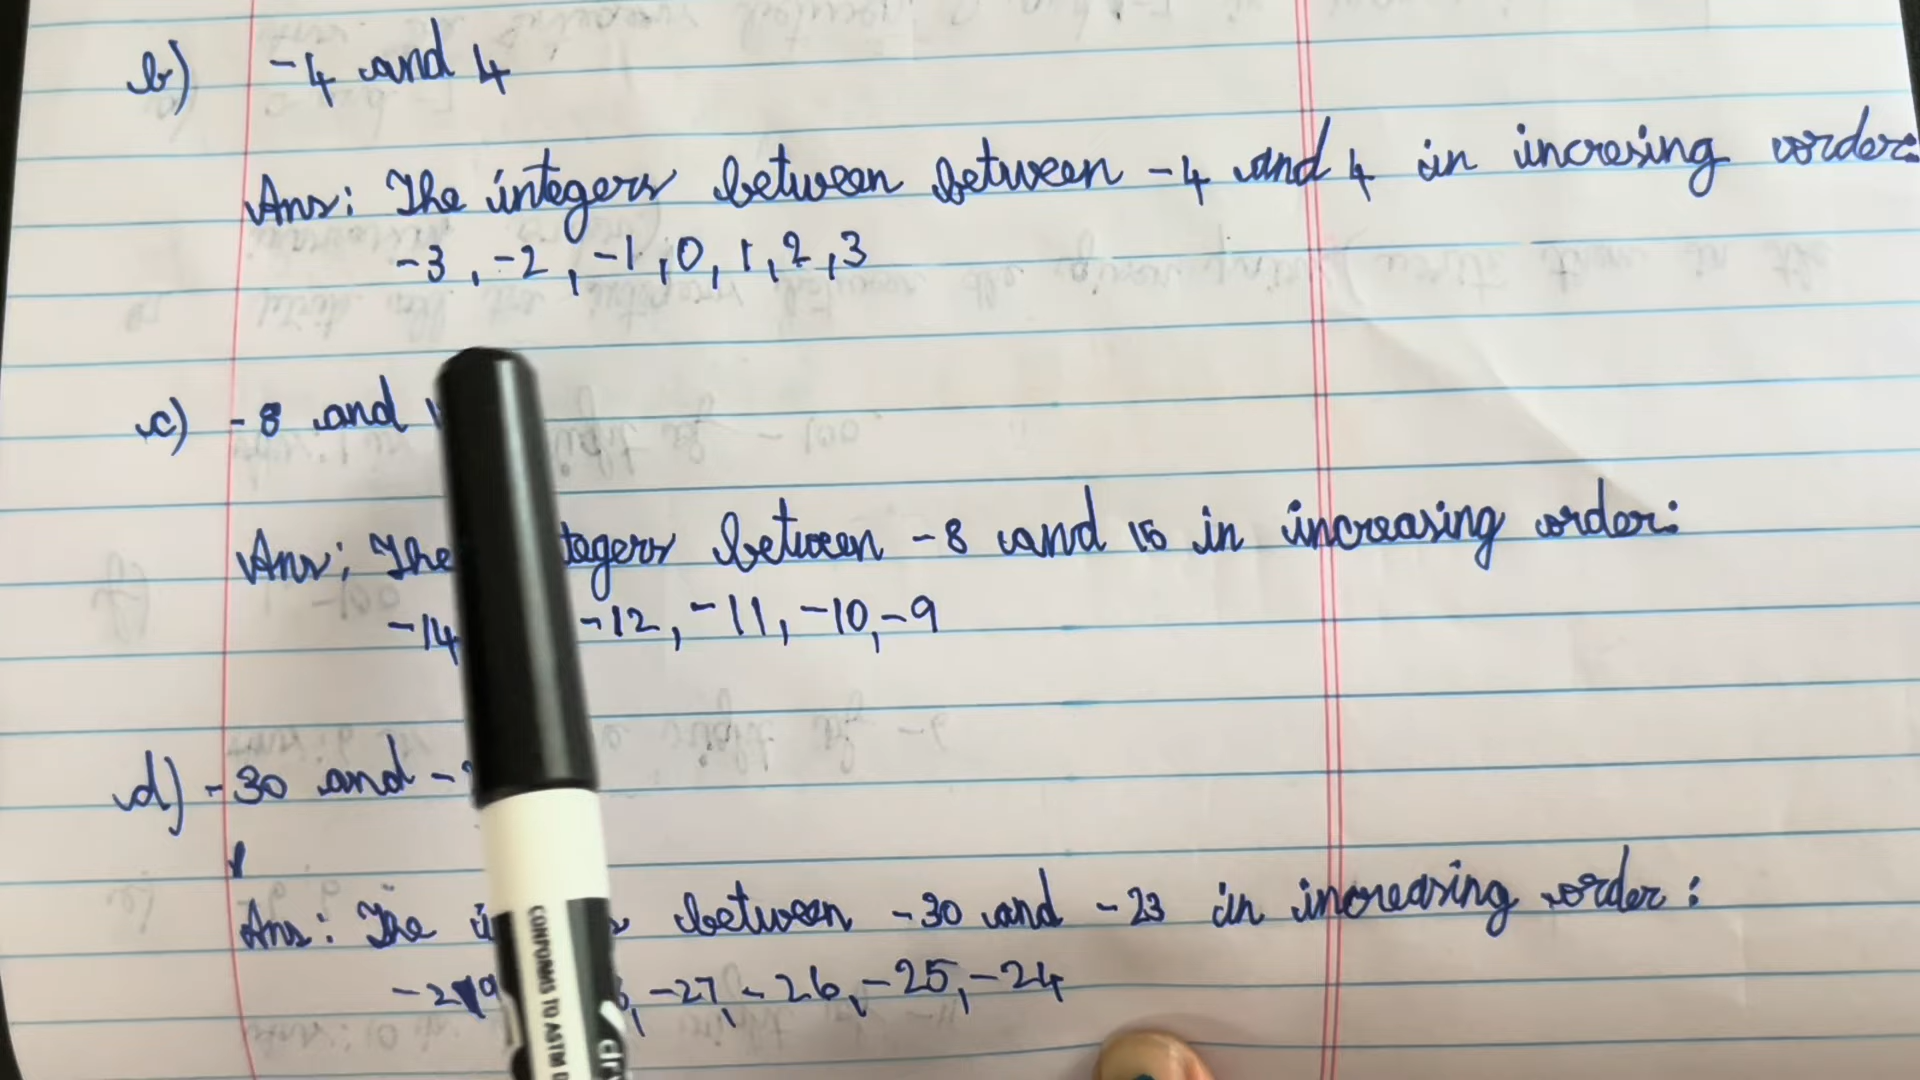 b) -4 and 4
Ans: The integers between between -4 and 4 in incresing order:
-3, -2, -1, 0, 1, 2, 3
c) -8 and
Ans: The tegers between -8 and 15 in increasing order:
-14 -12, -11, -10, -9
d) -30 and -
Ans: The between -30 and -23 in increasing order:
-29 , -27, -26, -25, -24
CONFORMS TO ASTM D